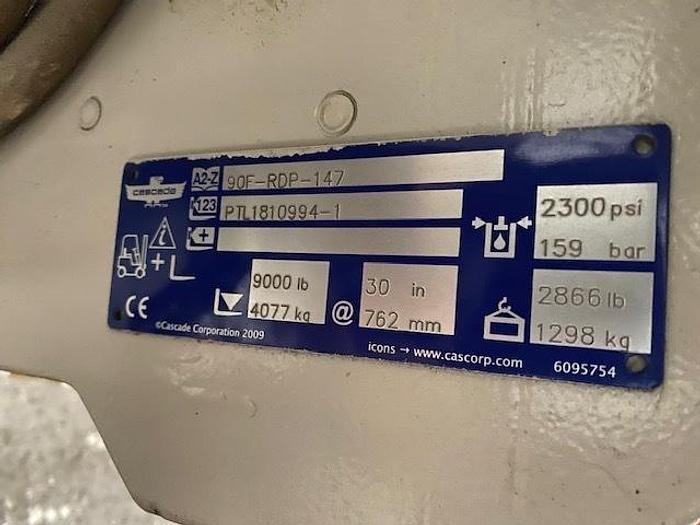 cascade
A2-Z 90F-RDP-147
123 PTL1810994-1
+
2300 psi
159 bar
9000 lb
4077 kg
@
30 in
762 mm
2866 lb
1298 kg
i
+
CE
©Cascade Corporation 2009
icons → www.cascorp.com
6095754